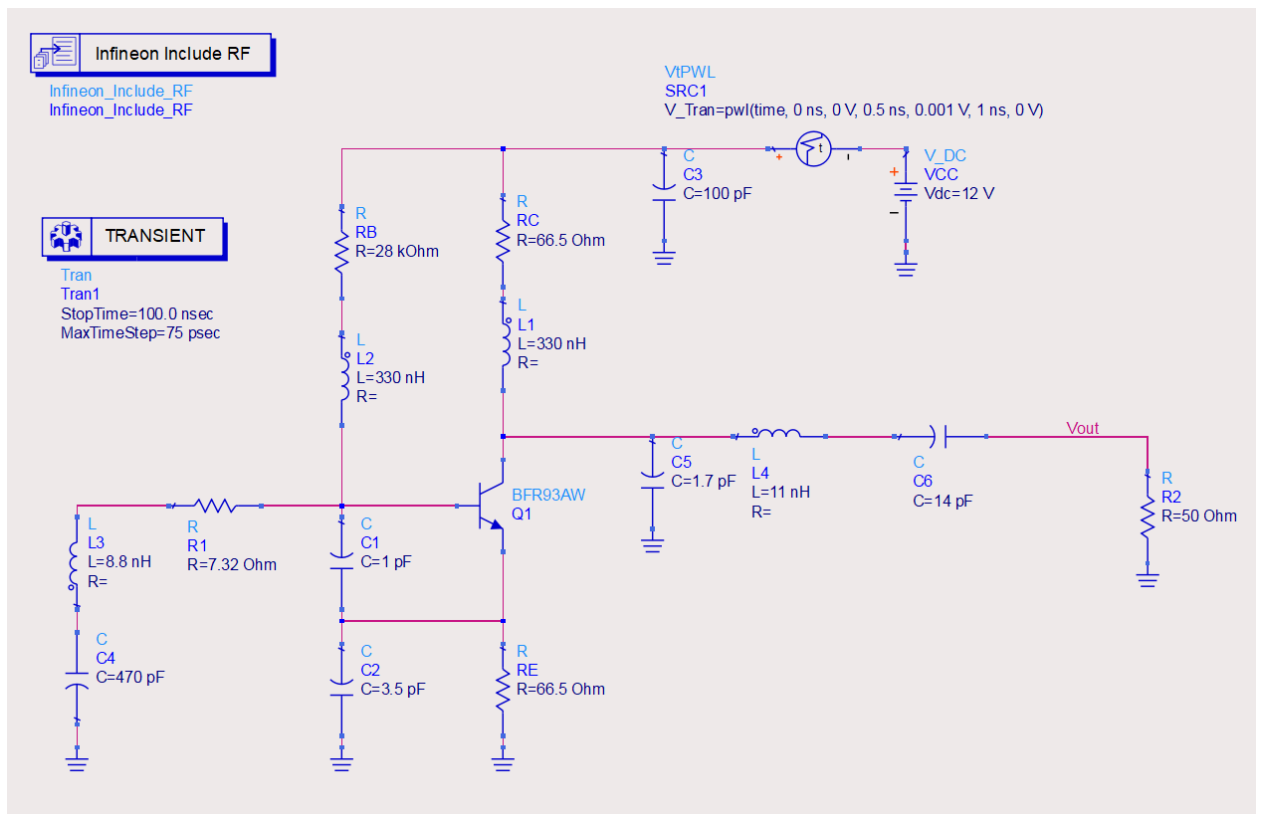 Infineon Include RF
Infineon_Include_RF
Infineon_Include_RF
VtPWL
SRC1
V_Tran=pwl(time, 0 ns, 0 V, 0.5 ns, 0.001 V, 1 ns, 0 V)
t
+
-
V_DC
VCC
Vdc=12 V
+
-
C
C3
C=100 pF
R
RC
R=66.5 Ohm
R
RB
R=28 kOhm
TRANSIENT
Tran
Tran1
StopTime=100.0 nsec
MaxTimeStep=75 psec
L
L1
L=330 nH
R=
L
L2
L=330 nH
R=
Vout
C
C5
C=1.7 pF
L
L4
L=11 nH
R=
C
C6
C=14 pF
R
R2
R=50 Ohm
BFR93AW
Q1
L
L3
L=8.8 nH
R=
R
R1
R=7.32 Ohm
C
C1
C=1 pF
C
C4
C=470 pF
C
C2
C=3.5 pF
R
RE
R=66.5 Ohm